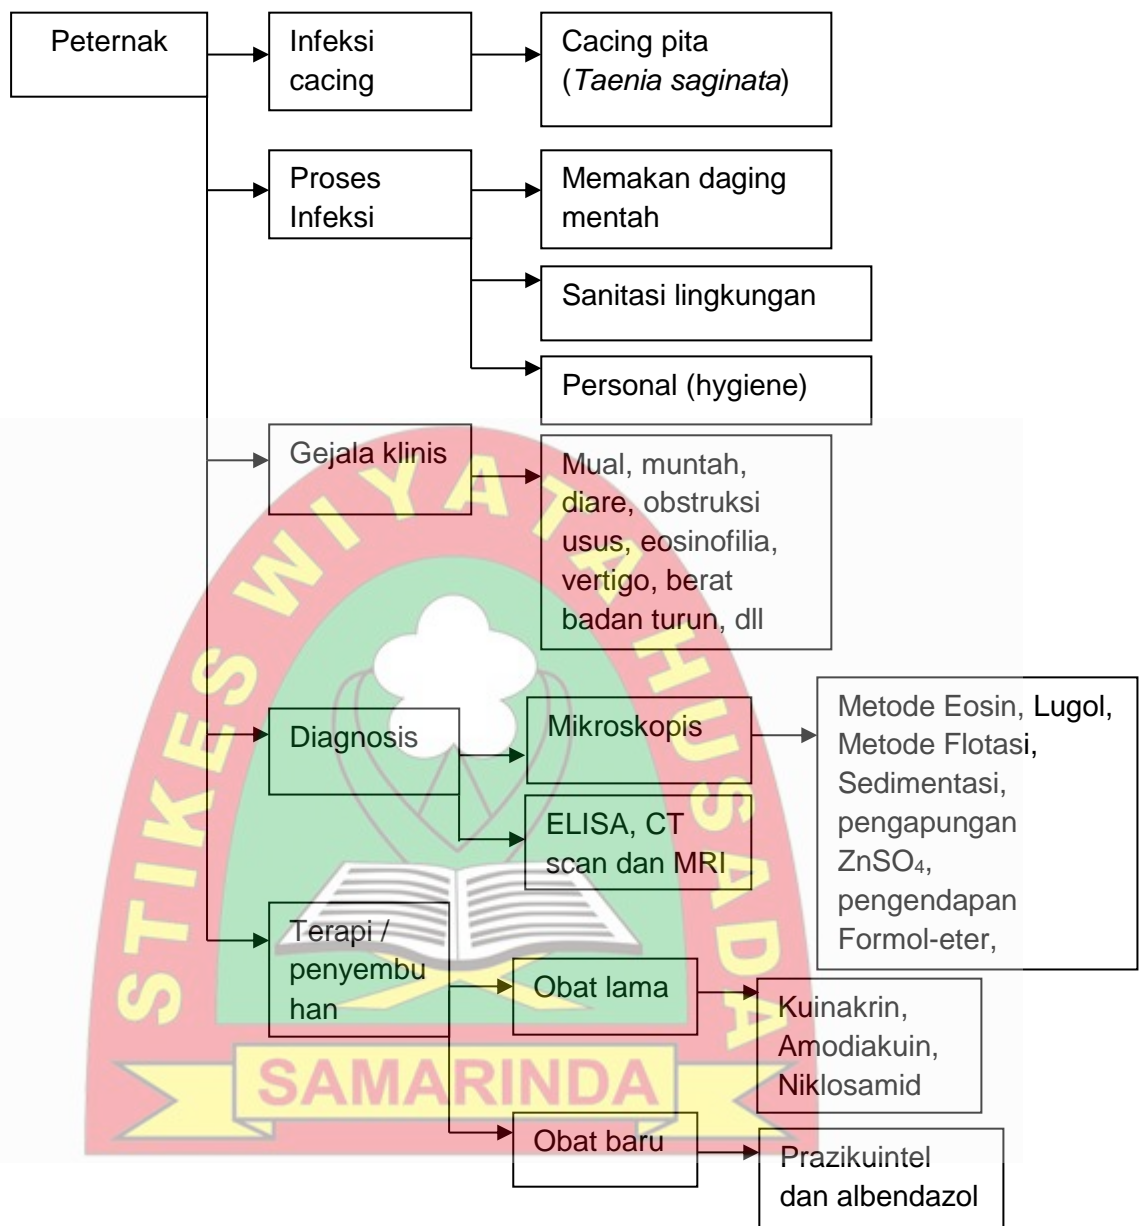 Peternak
Infeksi
cacing
Cacing pita
(Taenia saginata)
Proses
Infeksi
Memakan daging
mentah
Sanitasi lingkungan
Personal (hygiene)
Gejala klinis
Mual, muntah,
diare, obstruksi
usus, eosinofilia,
vertigo, berat
badan turun, dll
Diagnosis
Mikroskopis
Metode Eosin, Lugol,
Metode Flotasi,
Sedimentasi,
pengapungan
ZnSO₄,
pengendapan
Formol-eter,
ELISA, CT
scan dan MRI
Terapi /
penyembu
han
Obat lama
Kuinakrin,
Amodiakuin,
Niklosamid
Obat baru
Prazikuintel
dan albendazol
STIKES WIYATA HUSADA
SAMARINDA